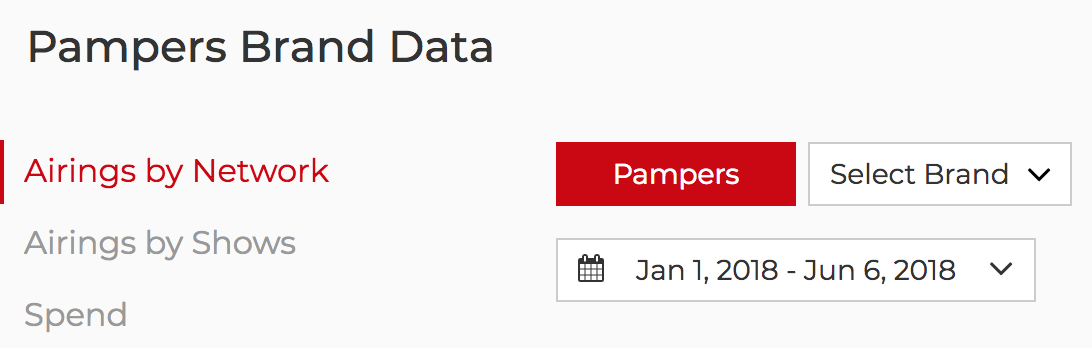 Pampers Brand Data
Airings by Network
Pampers
Select Brand
Airings by Shows
Jan 1, 2018 - Jun 6, 2018
Spend